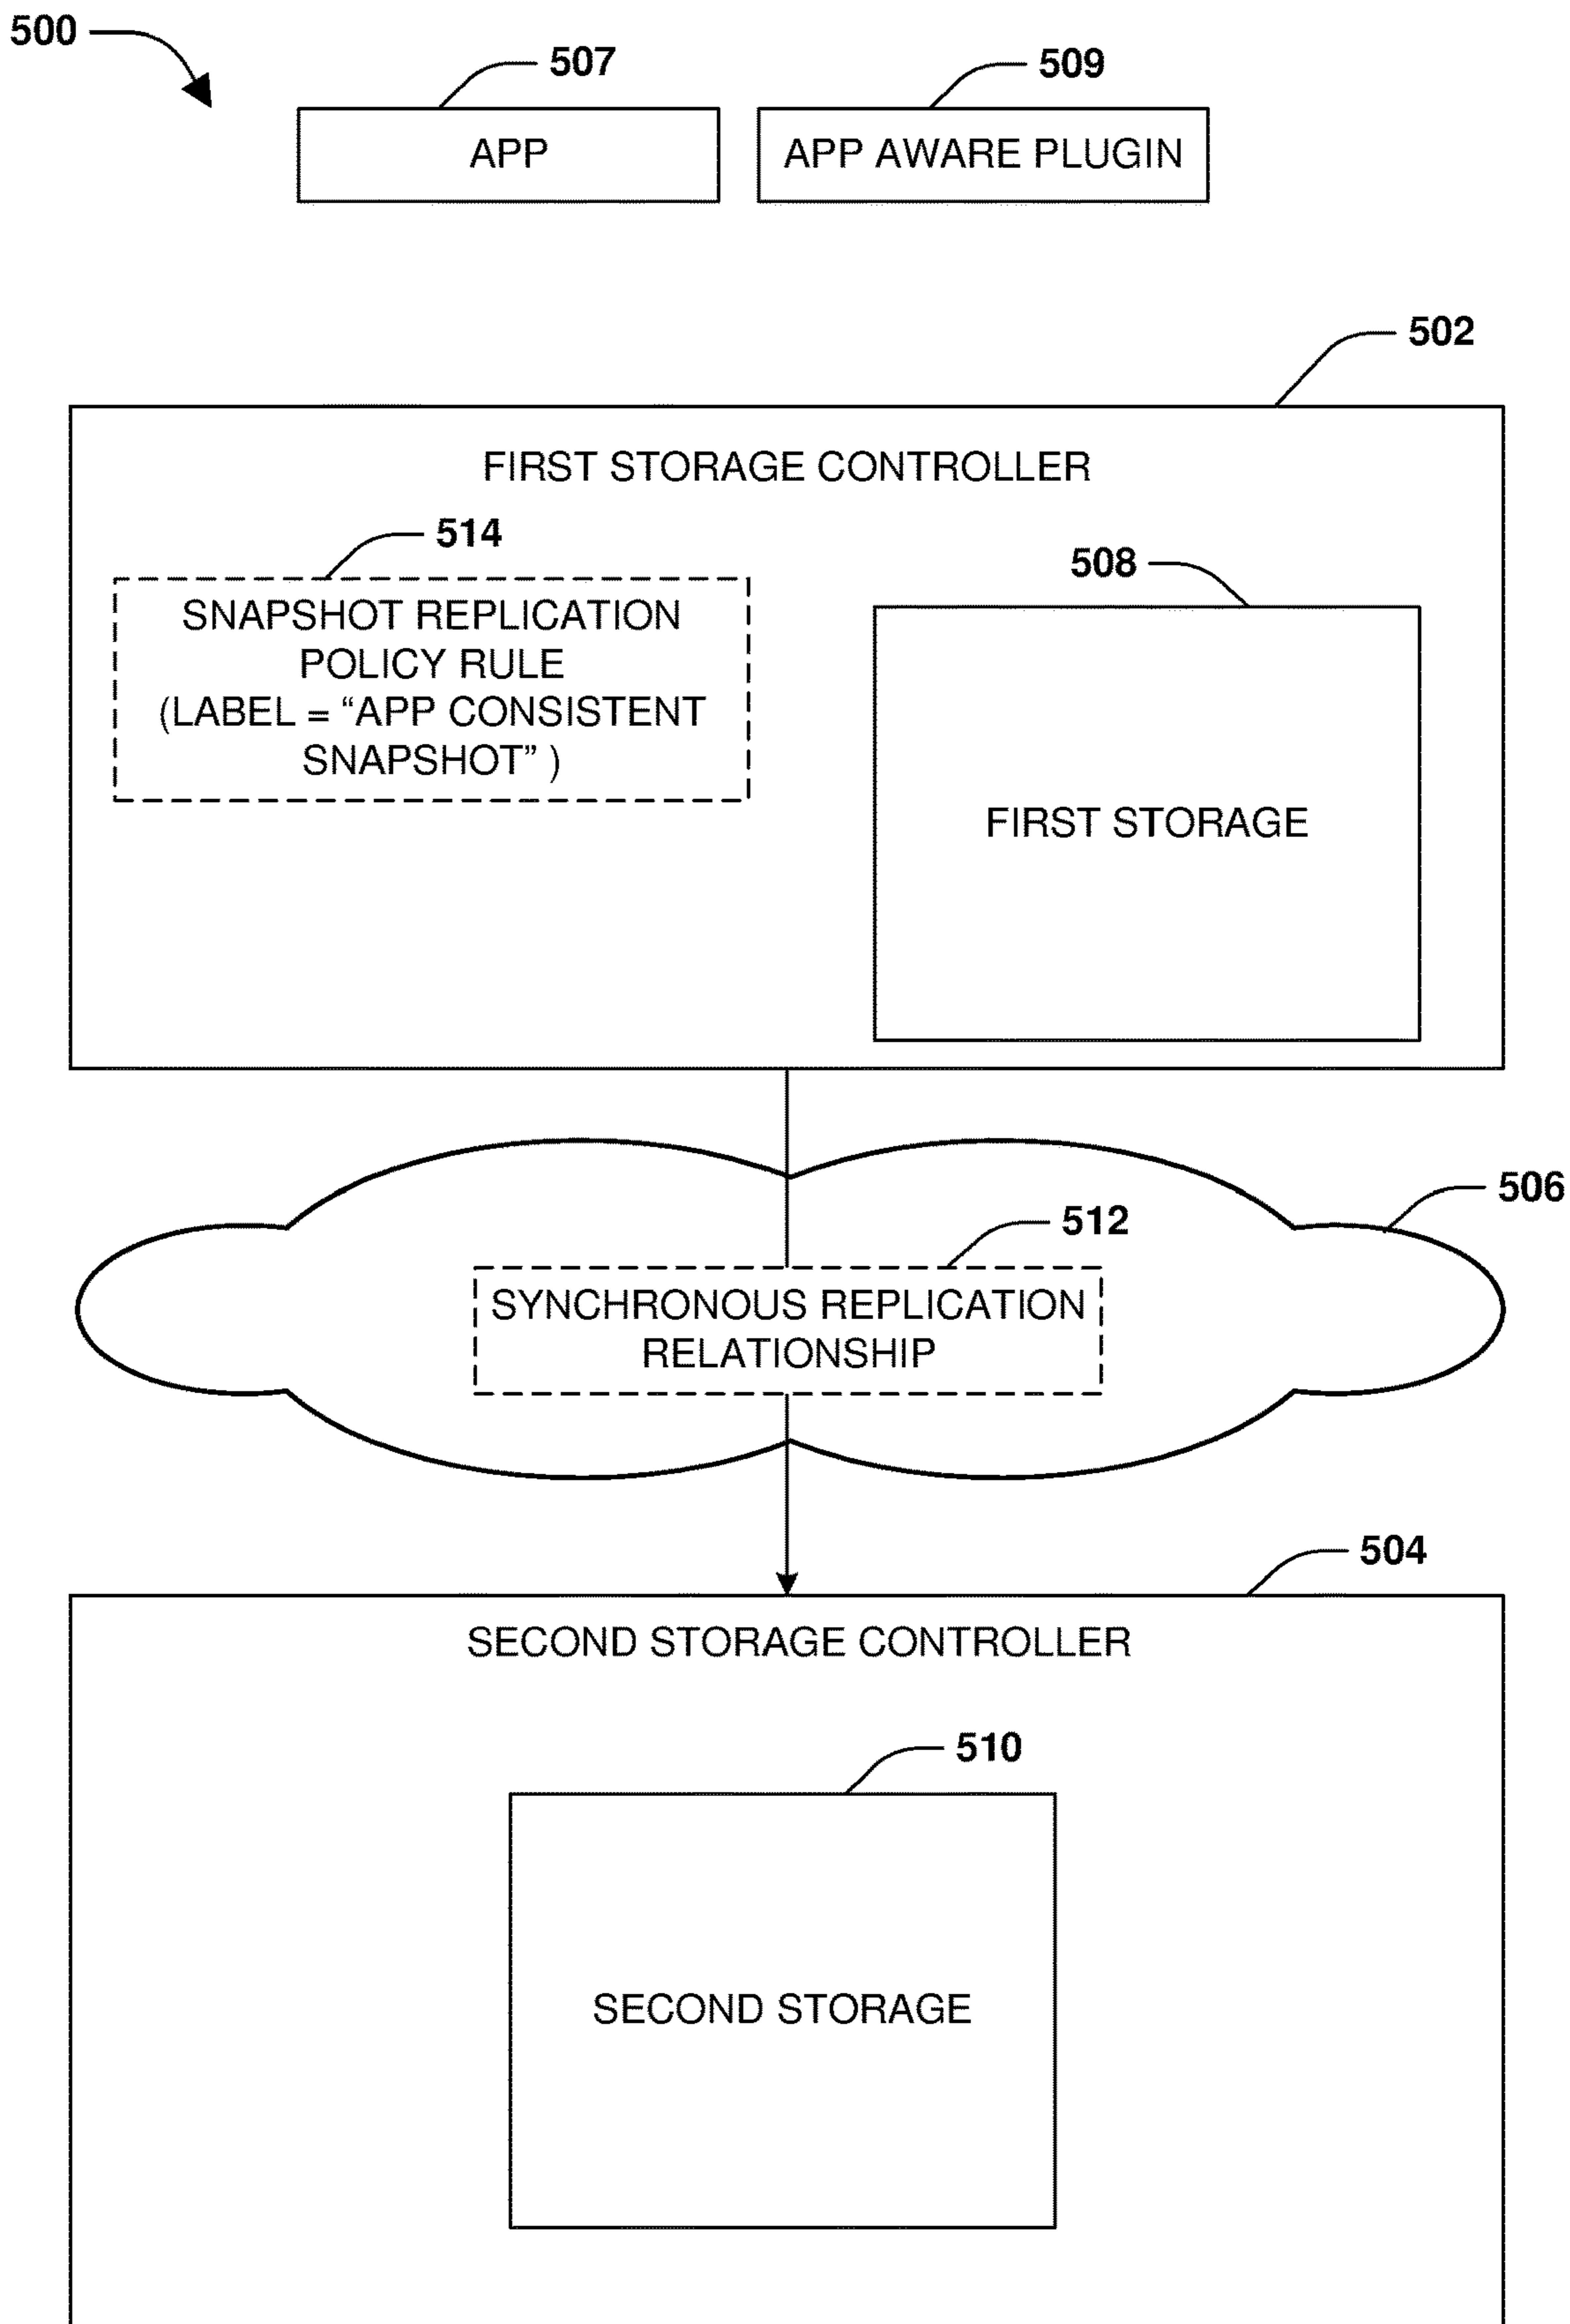 500
507
509
APP
APP AWARE PLUGIN
502
FIRST STORAGE CONTROLLER
514
508
SNAPSHOT REPLICATION
POLICY RULE
(LABEL = “APP CONSISTENT
SNAPSHOT” )
FIRST STORAGE
506
512
SYNCHRONOUS REPLICATION
RELATIONSHIP
504
SECOND STORAGE CONTROLLER
510
SECOND STORAGE